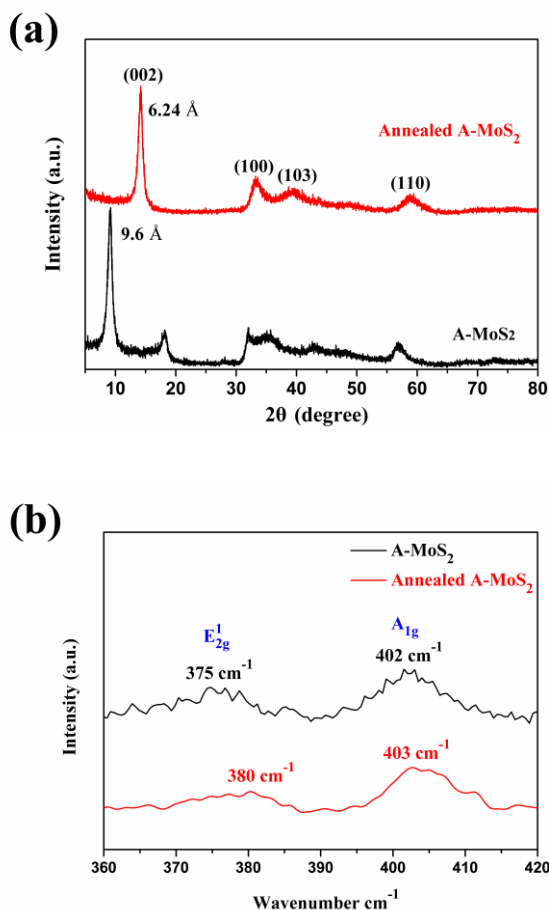 (a)
(002)
6.24 Å
Annealed A-MoS₂
(100)
(103)
(110)
9.6 Å
A-MoS2
Intensity (a.u.)
10 20 30 40 50 60 70 80
2θ (degree)
(b)
A-MoS₂
Annealed A-MoS₂
E¹₂g
A₁g
375 cm⁻¹
402 cm⁻¹
380 cm⁻¹
403 cm⁻¹
Intensity (a.u.)
360 370 380 390 400 410 420
Wavenumber cm⁻¹